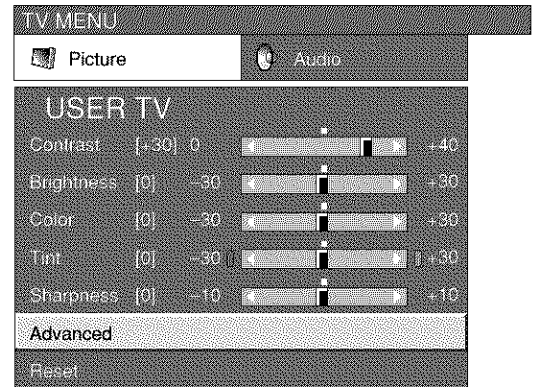 TV MENU
Picture Audio
USER TV
Contrast [+30] 0 +40
Brightness [0] −30 +30
Color [0] −30 +30
Tint [0] −30 +30
Sharpness [0] −10 +10
Advanced
Reset